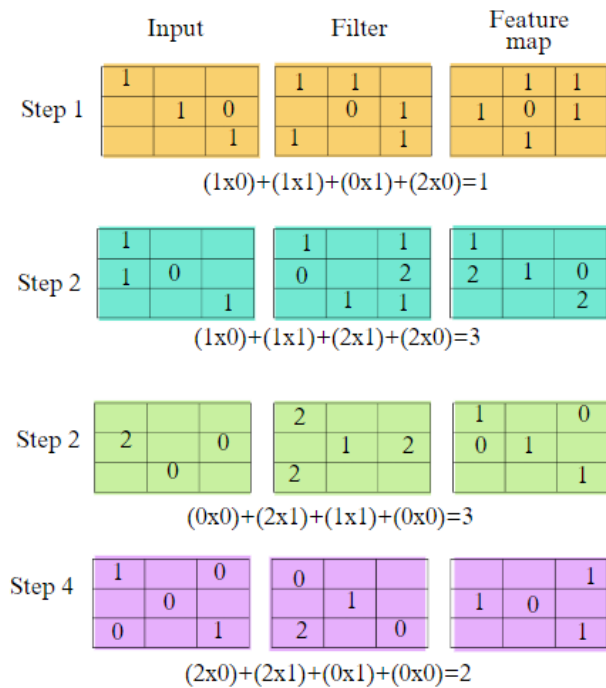 Input Filter Feature map
1 1 1 1 1
Step 1 1 0 0 1 1 0 1
1 1 1 1
(1x0)+(1x1)+(0x1)+(2x0)=1
1 1 1 1
1 0 0 2 2 1 0
Step 2 1 1 1 2
(1x0)+(1x1)+(2x1)+(2x0)=3
2 1 0
Step 2 2 0 1 2 0 1
0 2 1
(0x0)+(2x1)+(1x1)+(0x0)=3
1 0 0 1
Step 4 0 1 1 0
0 1 2 0 1
(2x0)+(2x1)+(0x1)+(0x0)=2